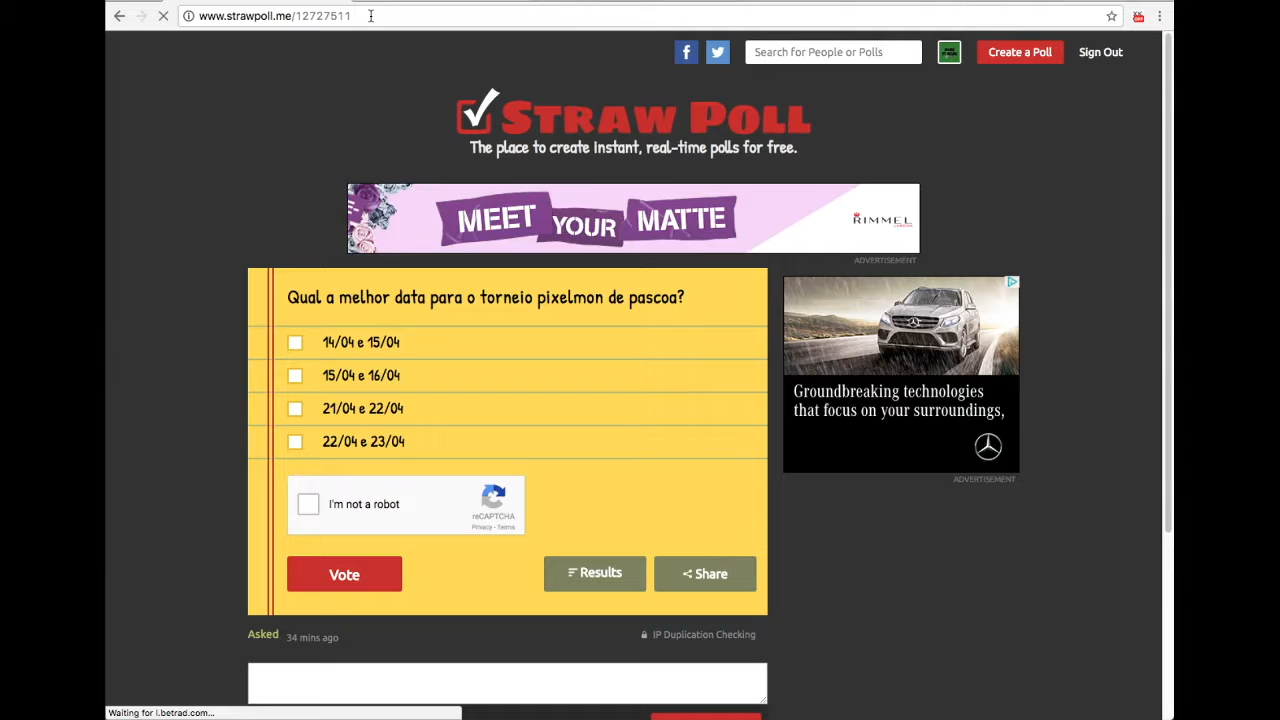 www.strawpoll.me/12727511
Search for People or Polls
Create a Poll
Sign Out
STRAW POLL
The place to create instant, real-time polls for free.
MEET YOUR MATTE
RIMMEL
LONDON
ADVERTISEMENT
Qual a melhor data para o torneio pixelmon de pascoa?
14/04 e 15/04
15/04 e 16/04
21/04 e 22/04
22/04 e 23/04
I'm not a robot
reCAPTCHA
Privacy - Terms
Vote
Results
Share
Groundbreaking technologies
that focus on your surroundings,
ADVERTISEMENT
Asked 34 mins ago
IP Duplication Checking
Waiting for i.betrad.com...